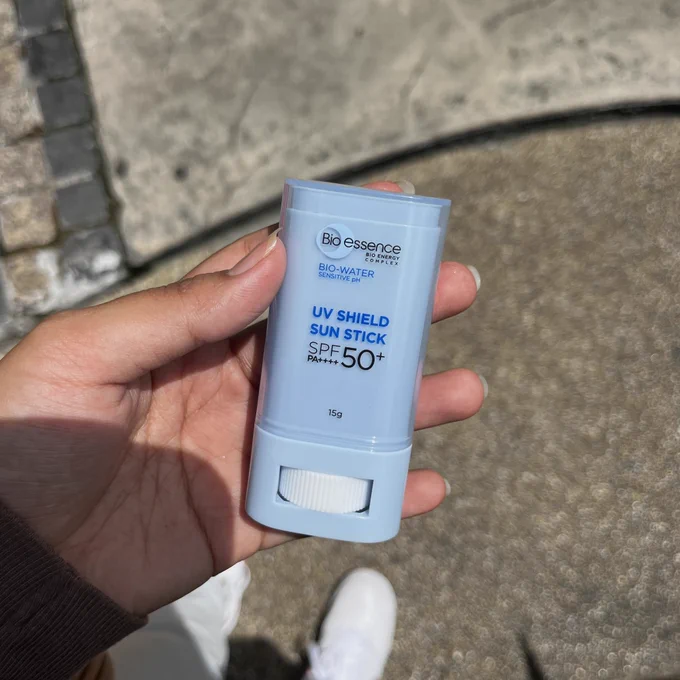 Bio essence
BIO ENERGY
COMPLEX
BIO-WATER
SENSITIVE pH
UV SHIELD
SUN STICK
SPF 50+
PA++++
15g